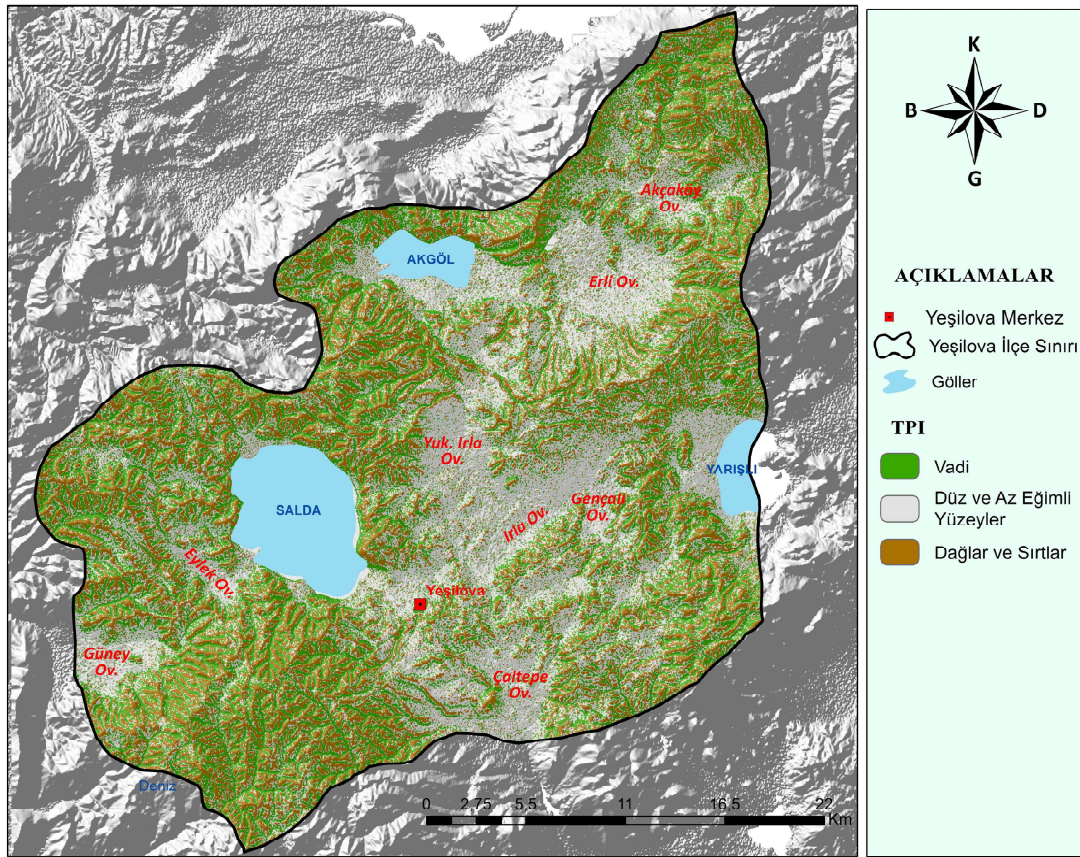 Akçaköy
Ov.
AKGÖL
Erli Ov.
Yuk. Irla
Ov.
YARIŞLI
Gençali
Ov.
SALDA
Irlu Ov.
Eylek Ov.
Yeşilova
Güney
Ov.
Çaltepe
Ov.
Deniz
0 2,75 5,5 11 16,5 22
Km
K
B D
G
AÇIKLAMALAR
Yeşilova Merkez
Yeşilova İlçe Sınırı
Göller
TPI
Vadi
Düz ve Az Eğimli
Yüzeyler
Dağlar ve Sırtlar